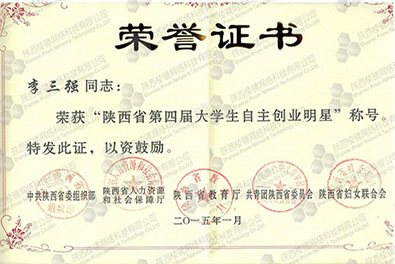 荣誉证书
李三强同志：
荣获“陕西省第四届大学生自主创业明星”称号。
特发此证，以资鼓励。
中共陕西省委组织部 陕西省人力资源和社会保障厅 陕西省教育厅 共青团陕西省委员会 陕西省妇女联合会
二〇一五年一月